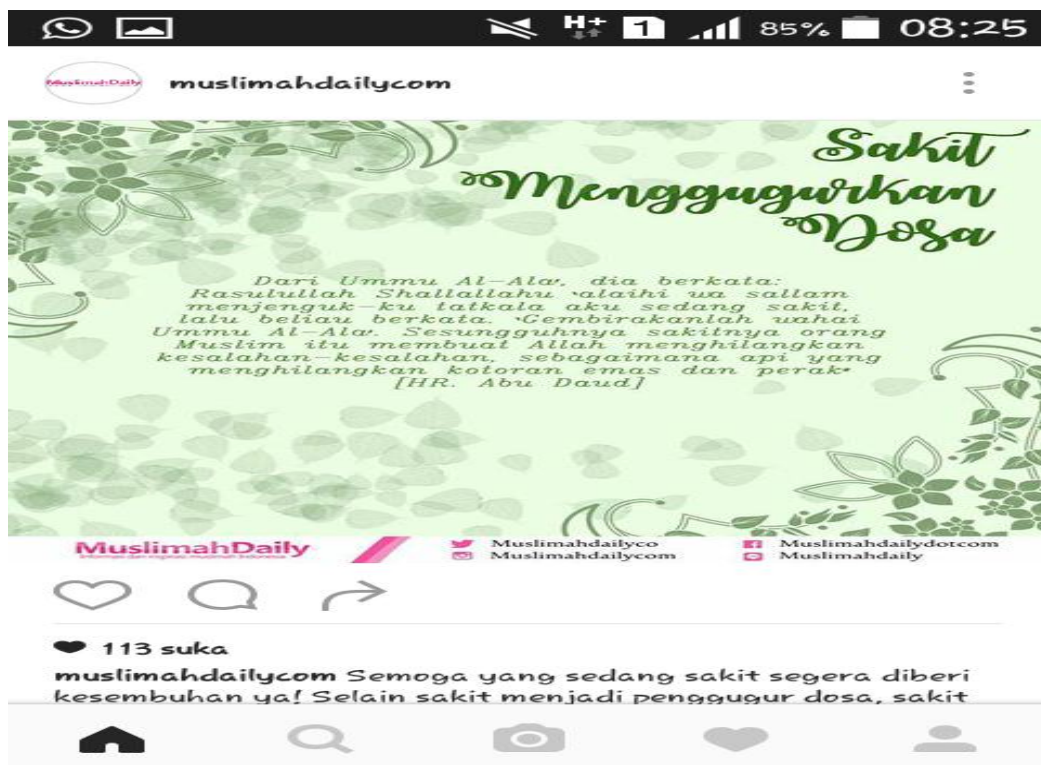 H+ 1 85% 08:25
MuslimahDaily muslimahdailycom
Sakit
Menggugurkan
Dosa
Dari Ummu Al-Ala', dia berkata:
Rasulullah Shallallahu 'alaihi wa sallam
menjenguk-ku tatkala aku sedang sakit,
lalu beliau berkata. "Gembirakanlah wahai
Ummu Al-Ala'. Sesungguhnya sakitnya orang
Muslim itu membuat Allah menghilangkan
kesalahan-kesalahan, sebagaimana api yang
menghilangkan kotoran emas dan perak"
[HR. Abu Daud]
MuslimahDaily
Muslimahdailyco
Muslimahdailycom
Muslimahdailydotcom
Muslimahdaily
113 suka
muslimahdailycom Semoga yang sedang sakit segera diberi
kesembuhan ya! Selain sakit menjadi penggugur dosa, sakit